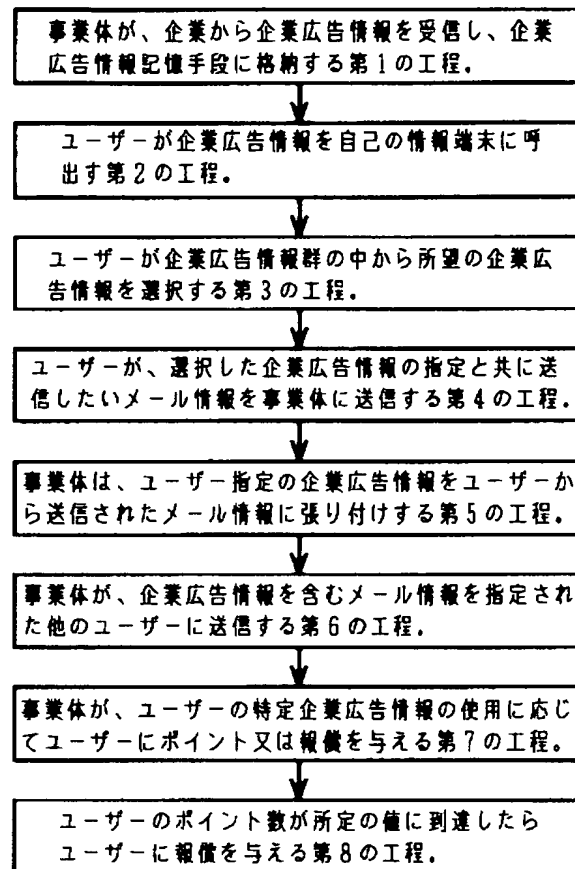 事業体が、企業から企業広告情報を受信し、企業
広告情報記憶手段に格納する第1の工程.
ユーザーが企業広告情報を自己の情報端末に呼
出す第2の工程.
ユーザーが企業広告情報群の中から所望の企業広
告情報を選択する第3の工程.
ユーザーが、選択した企業広告情報の指定と共に送
信したいメール情報を事業体に送信する第4の工程.
事業体は、ユーザー指定の企業広告情報をユーザーか
ら送信されたメール情報に張り付けする第5の工程.
事業体が、企業広告情報を含むメール情報を指定され
た他のユーザーに送信する第6の工程.
事業体が、ユーザーの特定企業広告情報の使用に応じ
てユーザーにポイント又は報償を与える第7の工程.
ユーザーのポイント数が所定の値に到達したら
ユーザーに報償を与える第8の工程.